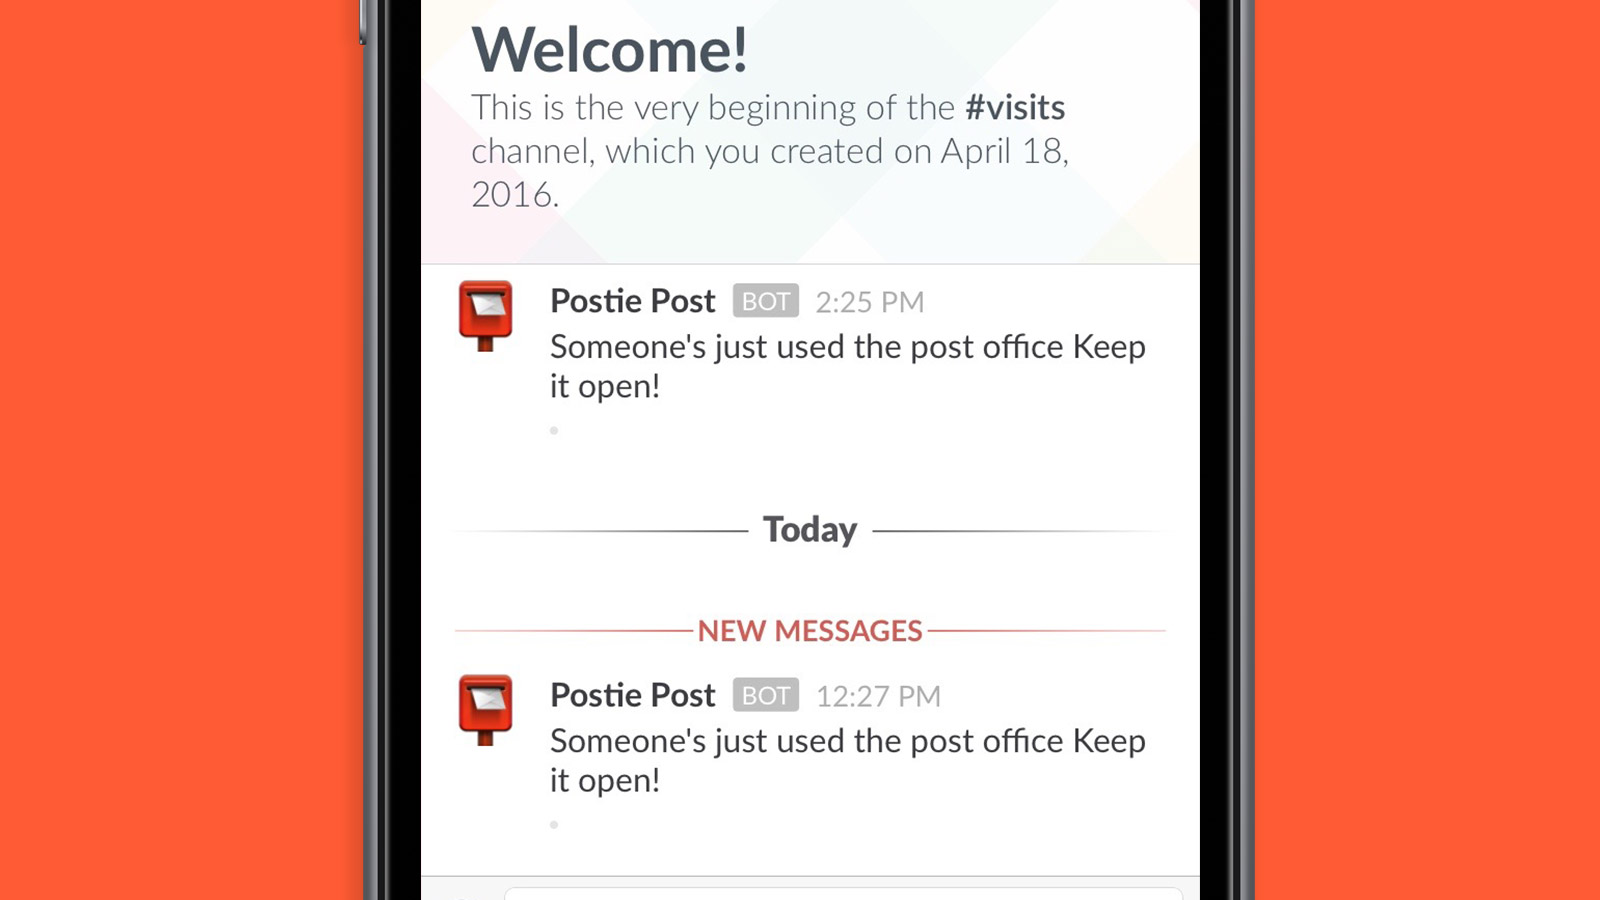 Welcome!
This is the very beginning of the #visits
channel, which you created on April 18,
2016.
Postie Post BOT 2:25 PM
Someone's just used the post office Keep
it open!
Today
NEW MESSAGES
Postie Post BOT 12:27 PM
Someone's just used the post office Keep
it open!